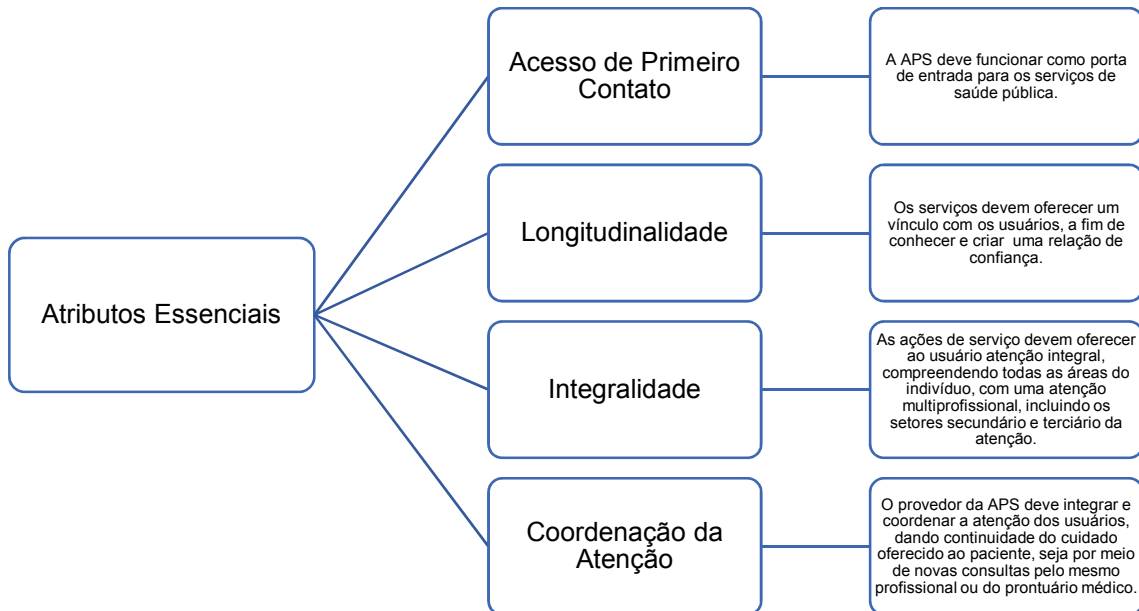 Atributos Essenciais
Acesso de Primeiro
Contato
A APS deve funcionar como porta
de entrada para os serviços de
saúde pública.
Longitudinalidade
Os serviços devem oferecer um
vínculo com os usuários, a fim de
conhecer e criar uma relação de
confiança.
Integralidade
As ações de serviço devem oferecer
ao usuário atenção integral,
compreendendo todas as áreas do
indivíduo, com uma atenção
multiprofissional, incluindo os
setores secundário e terciário da
atenção.
Coordenação da
Atenção
O provedor da APS deve integrar e
coordenar a atenção dos usuários,
dando continuidade do cuidado
oferecido ao paciente, seja por meio
de novas consultas pelo mesmo
profissional ou do prontuário médico.